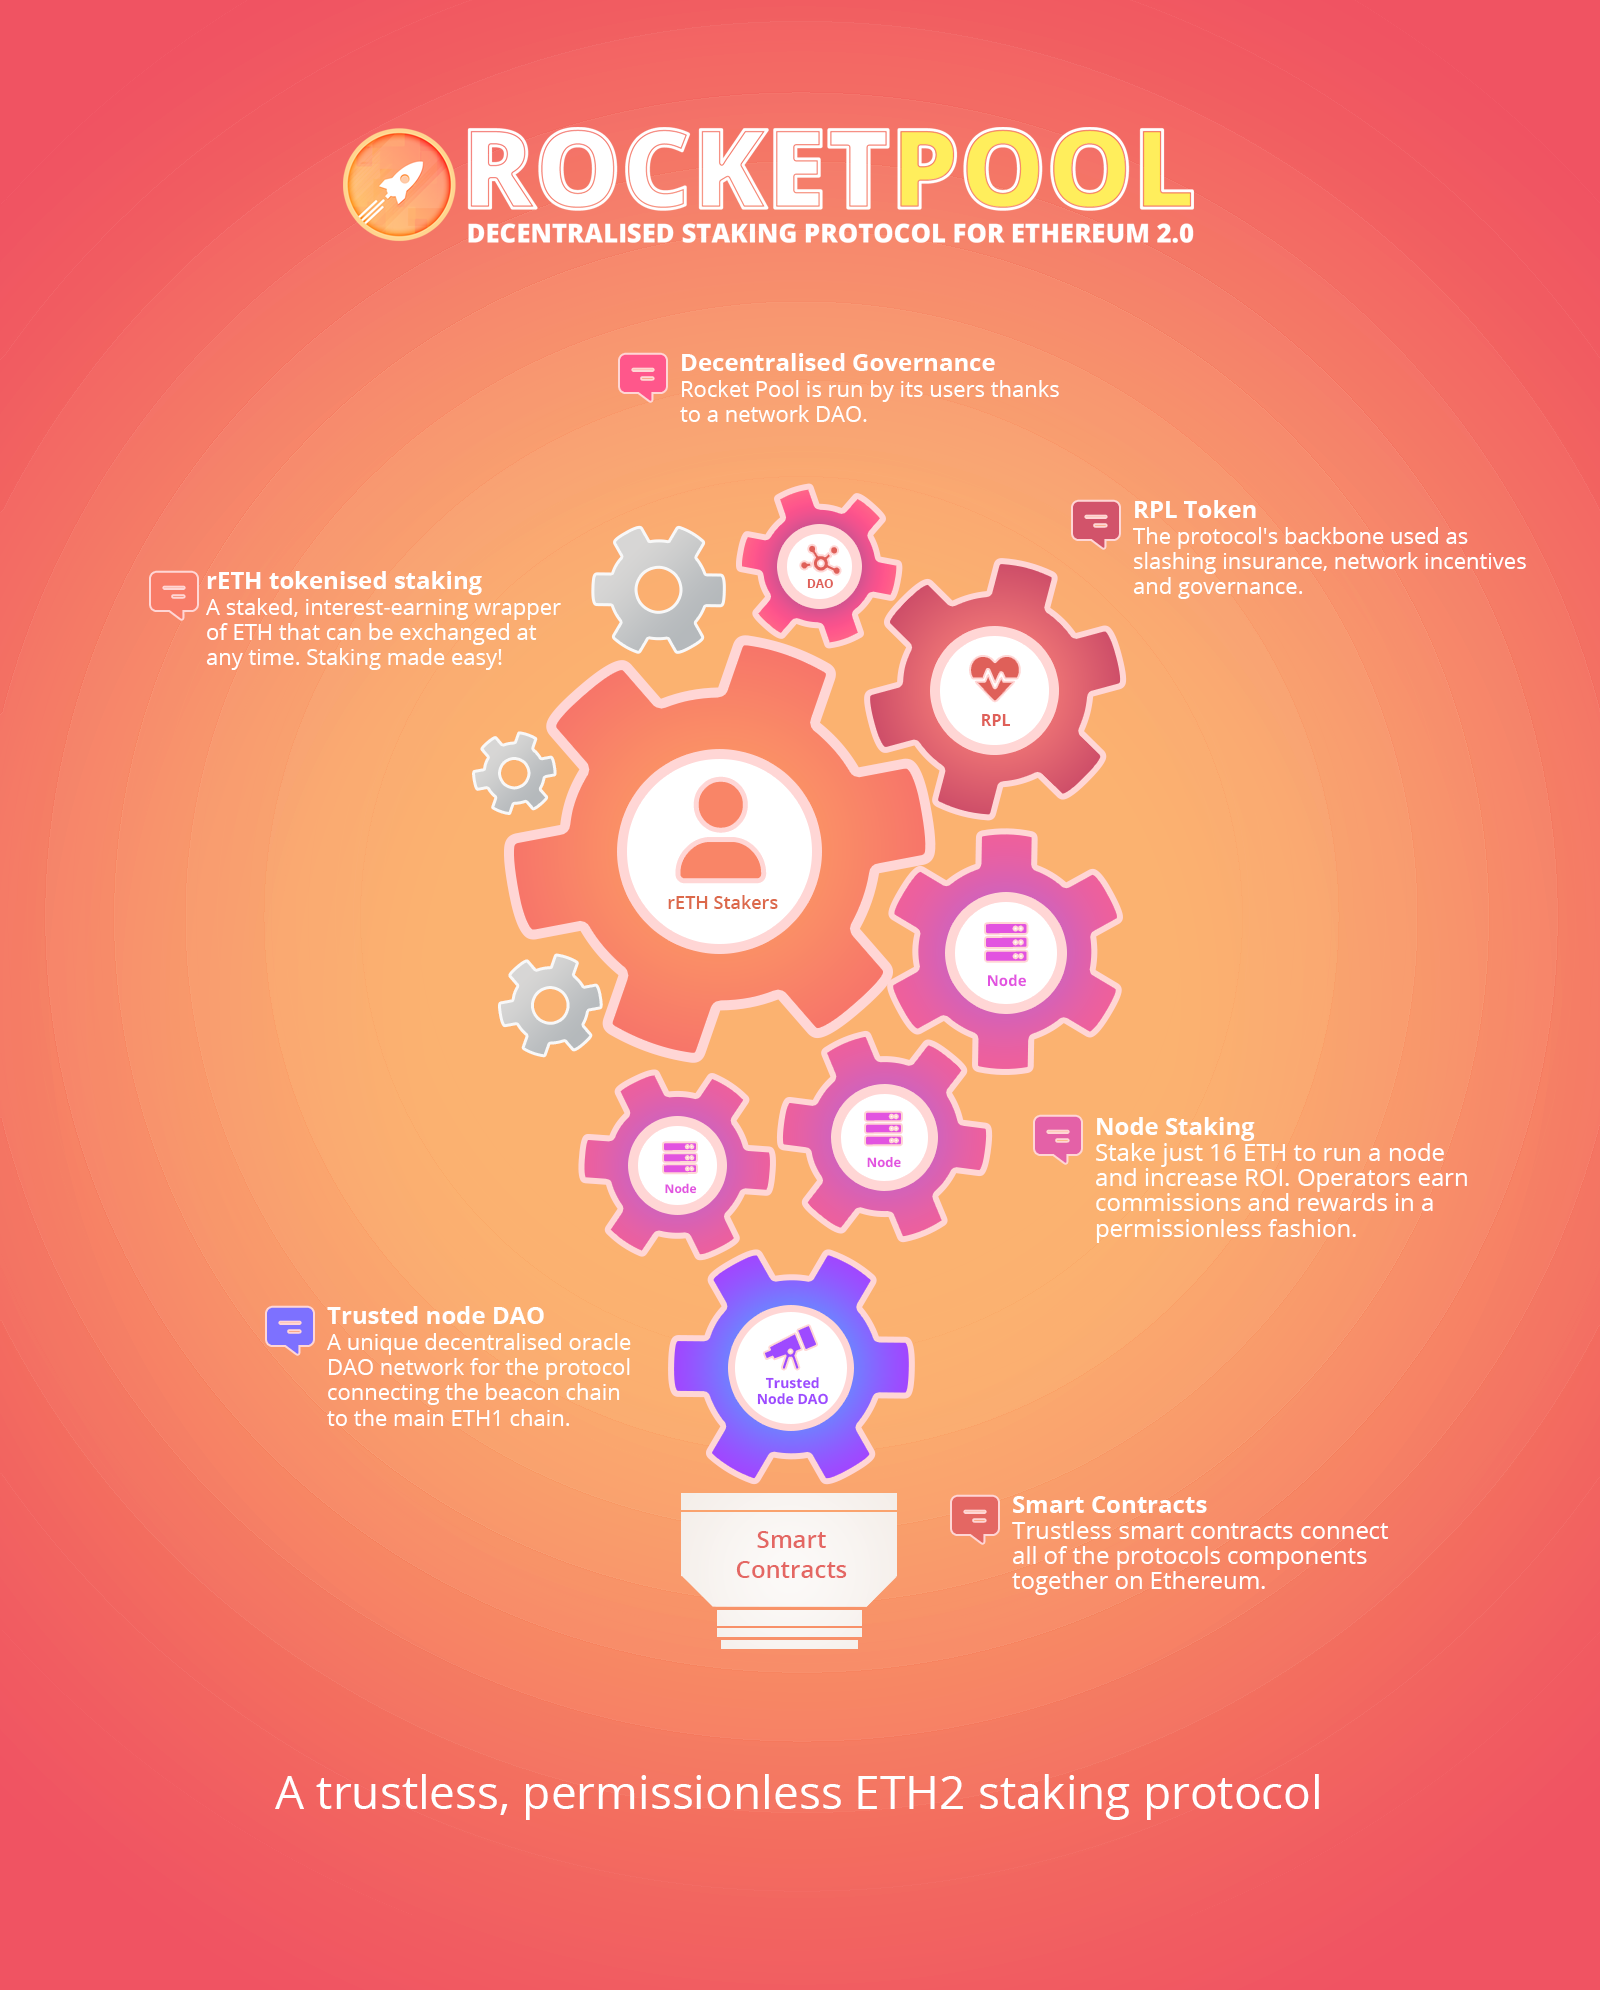 ROCKETPOOL
DECENTRALISED STAKING PROTOCOL FOR ETHEREUM 2.0
Decentralised Governance
Rocket Pool is run by its users thanks
to a network DAO.
RPL Token
The protocol's backbone used as
slashing insurance, network incentives
and governance.
rETH tokenised staking
A staked, interest-earning wrapper
of ETH that can be exchanged at
any time. Staking made easy!
DAO
RPL
rETH Stakers
Node
Node
Node
Node Staking
Stake just 16 ETH to run a node
and increase ROI. Operators earn
commissions and rewards in a
permissionless fashion.
Trusted node DAO
A unique decentralised oracle
DAO network for the protocol
connecting the beacon chain
to the main ETH1 chain.
Trusted
Node DAO
Smart
Contracts
Smart Contracts
Trustless smart contracts connect
all of the protocols components
together on Ethereum.
A trustless, permissionless ETH2 staking protocol